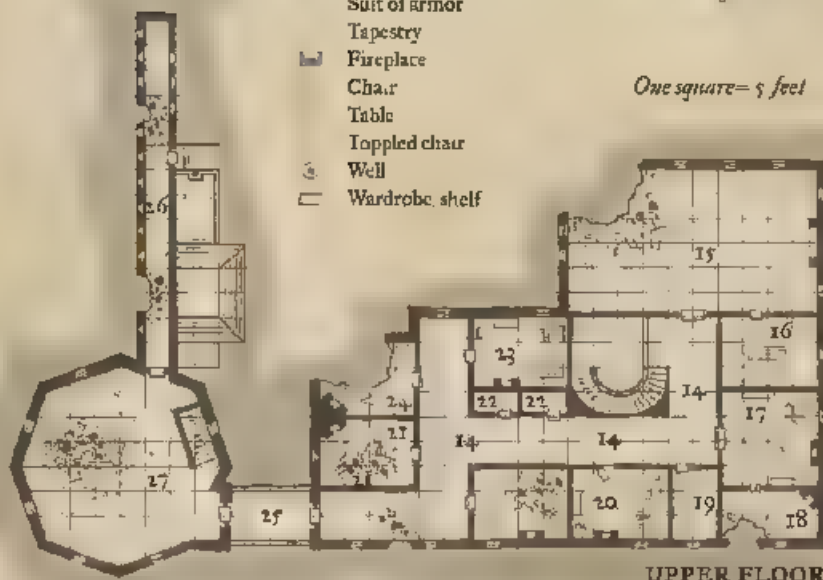 Suit of armor
Tapestry
Fireplace
Chair
Table
Toppled chair
Well
Wardrobe, shelf
One square= 5 feet
26
15
16
23
14
17
24
22
22
21
14
14
27
25
20
19
18
UPPER FLOOR